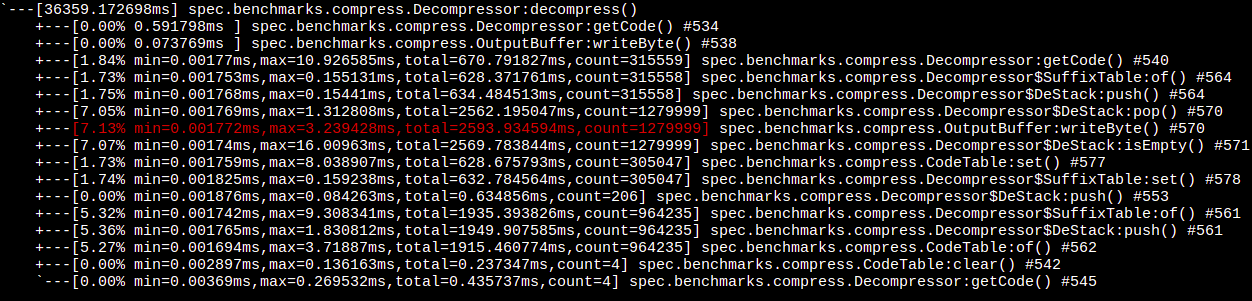 `---[36359.172698ms] spec.benchmarks.compress.Decompressor:decompress()
+---[0.00% 0.591798ms ] spec.benchmarks.compress.Decompressor:getCode() #534
+---[0.00% 0.073769ms ] spec.benchmarks.compress.OutputBuffer:writeByte() #538
+---[1.84% min=0.00177ms,max=10.926585ms,total=670.791827ms,count=315559] spec.benchmarks.compress.Decompressor:getCode() #540
+---[1.73% min=0.001753ms,max=0.155131ms,total=628.371761ms,count=315558] spec.benchmarks.compress.Decompressor$SuffixTable:of() #564
+---[1.75% min=0.001768ms,max=0.15441ms,total=634.484513ms,count=315558] spec.benchmarks.compress.Decompressor$DeStack:push() #564
+---[7.05% min=0.001769ms,max=1.312808ms,total=2562.195047ms,count=1279999] spec.benchmarks.compress.Decompressor$DeStack:pop() #570
+---[7.13% min=0.001772ms,max=3.239428ms,total=2593.934594ms,count=1279999] spec.benchmarks.compress.OutputBuffer:writeByte() #570
+---[7.07% min=0.00174ms,max=16.00963ms,total=2569.783844ms,count=1279999] spec.benchmarks.compress.Decompressor$DeStack:isEmpty() #571
+---[1.73% min=0.001759ms,max=8.038907ms,total=628.675793ms,count=305047] spec.benchmarks.compress.CodeTable:set() #577
+---[1.74% min=0.001825ms,max=0.159238ms,total=632.784564ms,count=305047] spec.benchmarks.compress.Decompressor$SuffixTable:set() #578
+---[0.00% min=0.001876ms,max=0.084263ms,total=0.634856ms,count=206] spec.benchmarks.compress.Decompressor$DeStack:push() #553
+---[5.32% min=0.001742ms,max=9.308341ms,total=1935.393826ms,count=964235] spec.benchmarks.compress.Decompressor$SuffixTable:of() #561
+---[5.36% min=0.001765ms,max=1.830812ms,total=1949.907585ms,count=964235] spec.benchmarks.compress.Decompressor$DeStack:push() #561
+---[5.27% min=0.001694ms,max=3.71887ms,total=1915.460774ms,count=964235] spec.benchmarks.compress.CodeTable:of() #562
+---[0.00% min=0.002897ms,max=0.136163ms,total=0.237347ms,count=4] spec.benchmarks.compress.CodeTable:clear() #542
`---[0.00% min=0.00369ms,max=0.269532ms,total=0.435737ms,count=4] spec.benchmarks.compress.Decompressor:getCode() #545